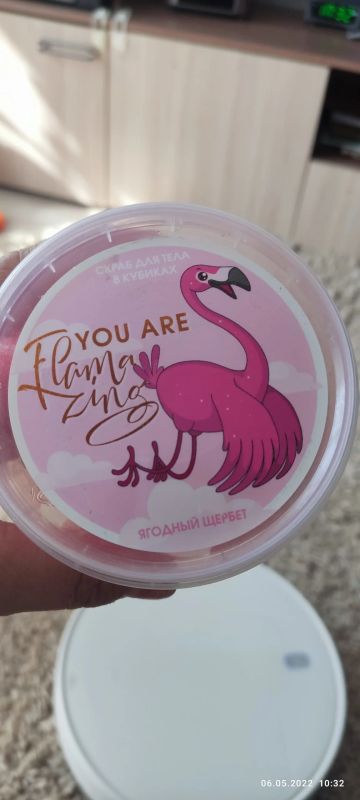 СКРАБ ДЛЯ ТЕЛА
В КУБИКАХ
YOU ARE
Flama
zing
ЯГОДНЫЙ ЩЕРБЕТ
06.05.2022 10:32